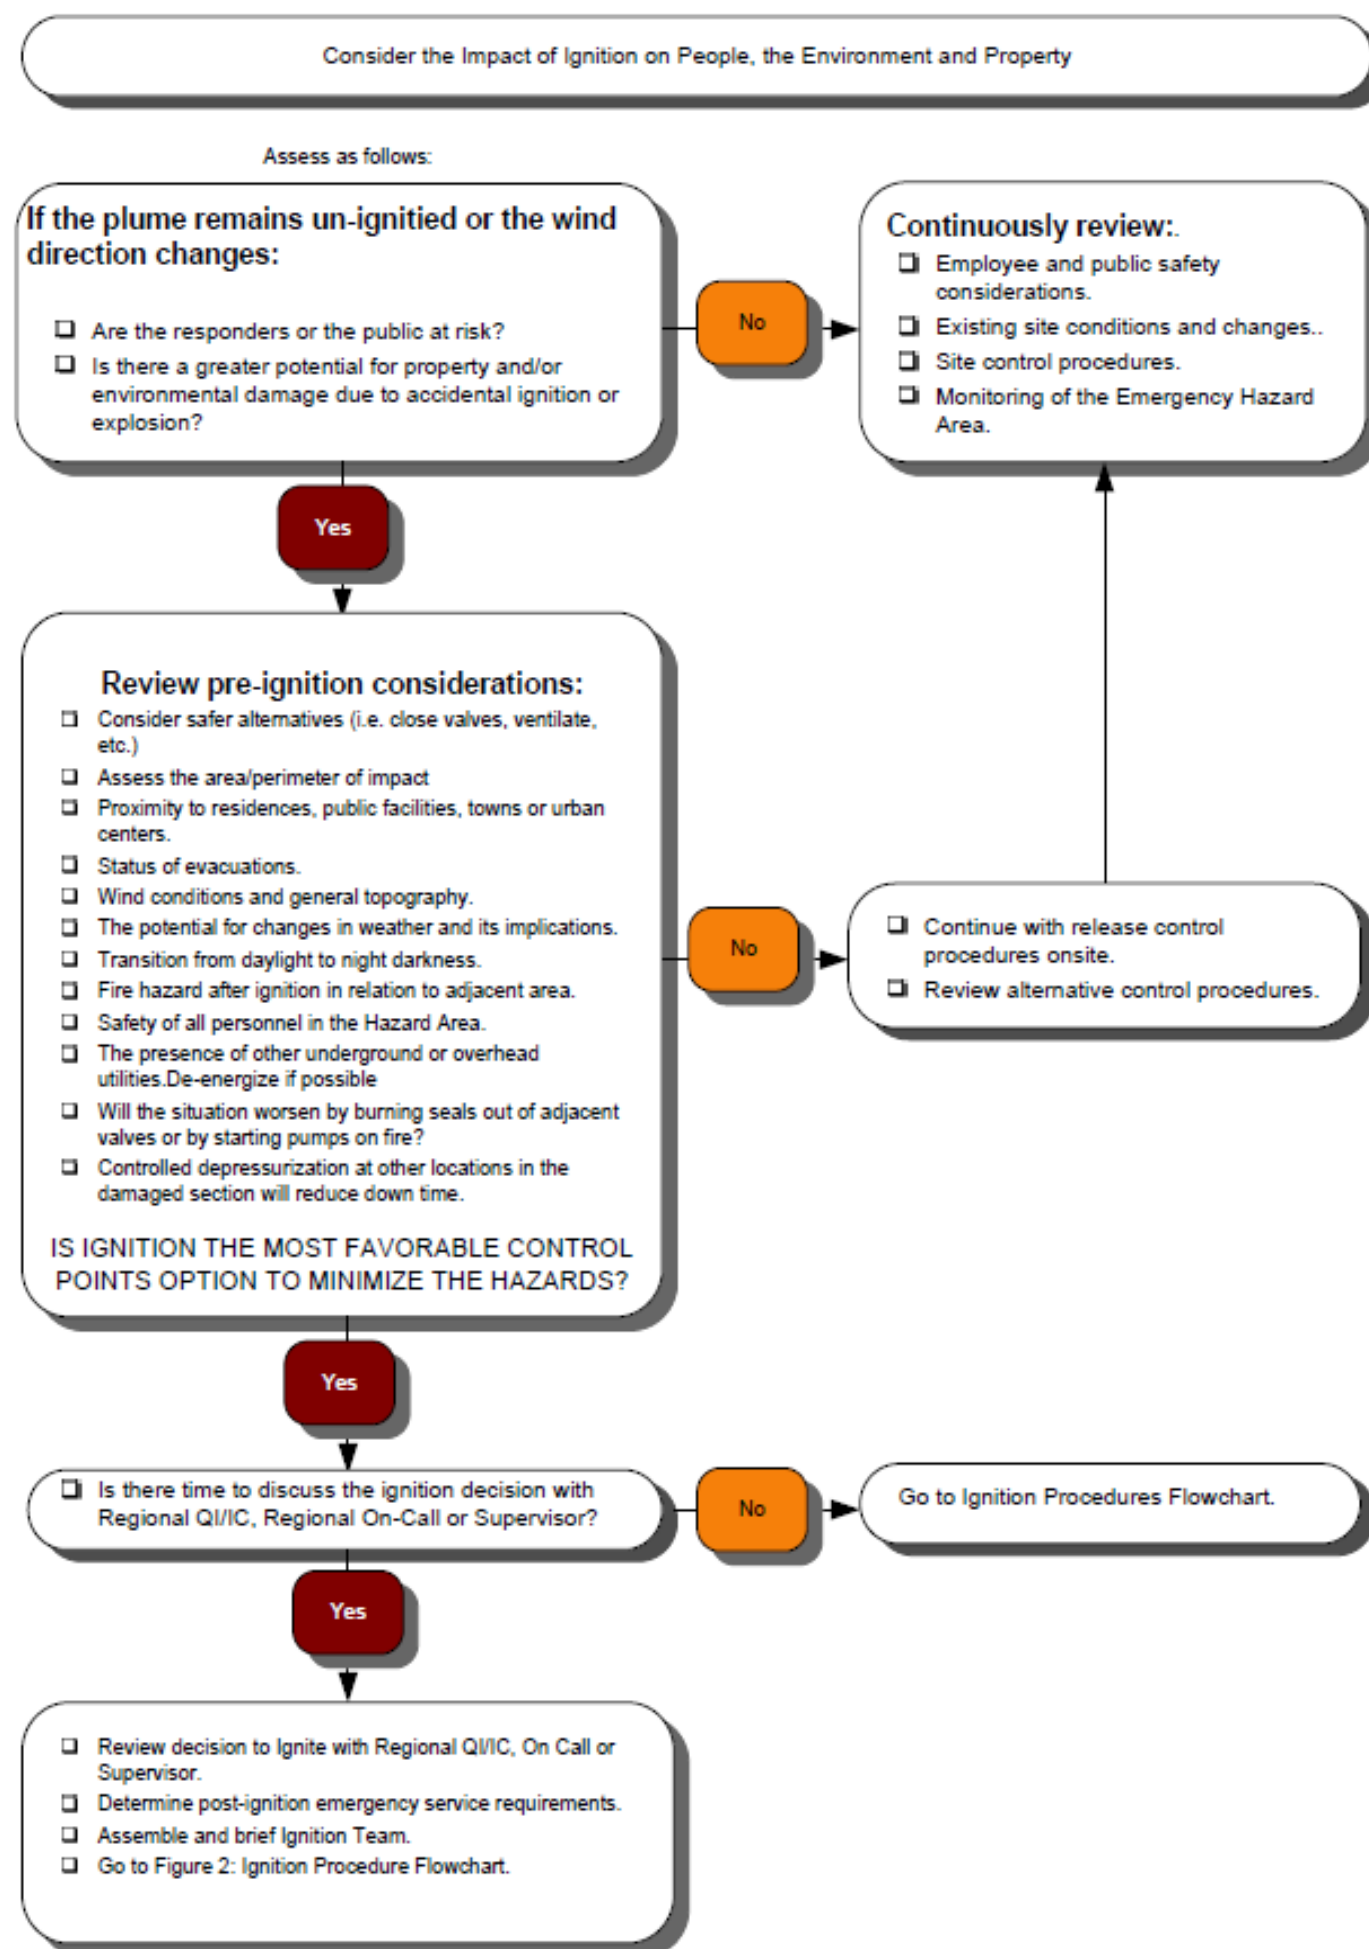 Consider the Impact of Ignition on People, the Environment and Property
Assess as follows:
If the plume remains un-ignitied or the wind
direction changes:
❑ Are the responders or the public at risk?
❑ Is there a greater potential for property and/or
environmental damage due to accidental ignition or
explosion?
No
Continuously review:.
❑ Employee and public safety
considerations.
❑ Existing site conditions and changes..
❑ Site control procedures.
❑ Monitoring of the Emergency Hazard
Area.
Yes
Review pre-ignition considerations:
❑ Consider safer alternatives (i.e. close valves, ventilate,
etc.)
❑ Assess the area/perimeter of impact
❑ Proximity to residences, public facilities, towns or urban
centers.
❑ Status of evacuations.
❑ Wind conditions and general topography.
❑ The potential for changes in weather and its implications.
❑ Transition from daylight to night darkness.
❑ Fire hazard after ignition in relation to adjacent area.
❑ Safety of all personnel in the Hazard Area.
❑ The presence of other underground or overhead
utilities.De-energize if possible
❑ Will the situation worsen by burning seals out of adjacent
valves or by starting pumps on fire?
❑ Controlled depressurization at other locations in the
damaged section will reduce down time.
IS IGNITION THE MOST FAVORABLE CONTROL
POINTS OPTION TO MINIMIZE THE HAZARDS?
No
❑ Continue with release control
procedures onsite.
❑ Review alternative control procedures.
Yes
❑ Is there time to discuss the ignition decision with
Regional QI/IC, Regional On-Call or Supervisor?
No
Go to Ignition Procedures Flowchart.
Yes
❑ Review decision to Ignite with Regional QI/IC, On Call or
Supervisor.
❑ Determine post-ignition emergency service requirements.
❑ Assemble and brief Ignition Team.
❑ Go to Figure 2: Ignition Procedure Flowchart.